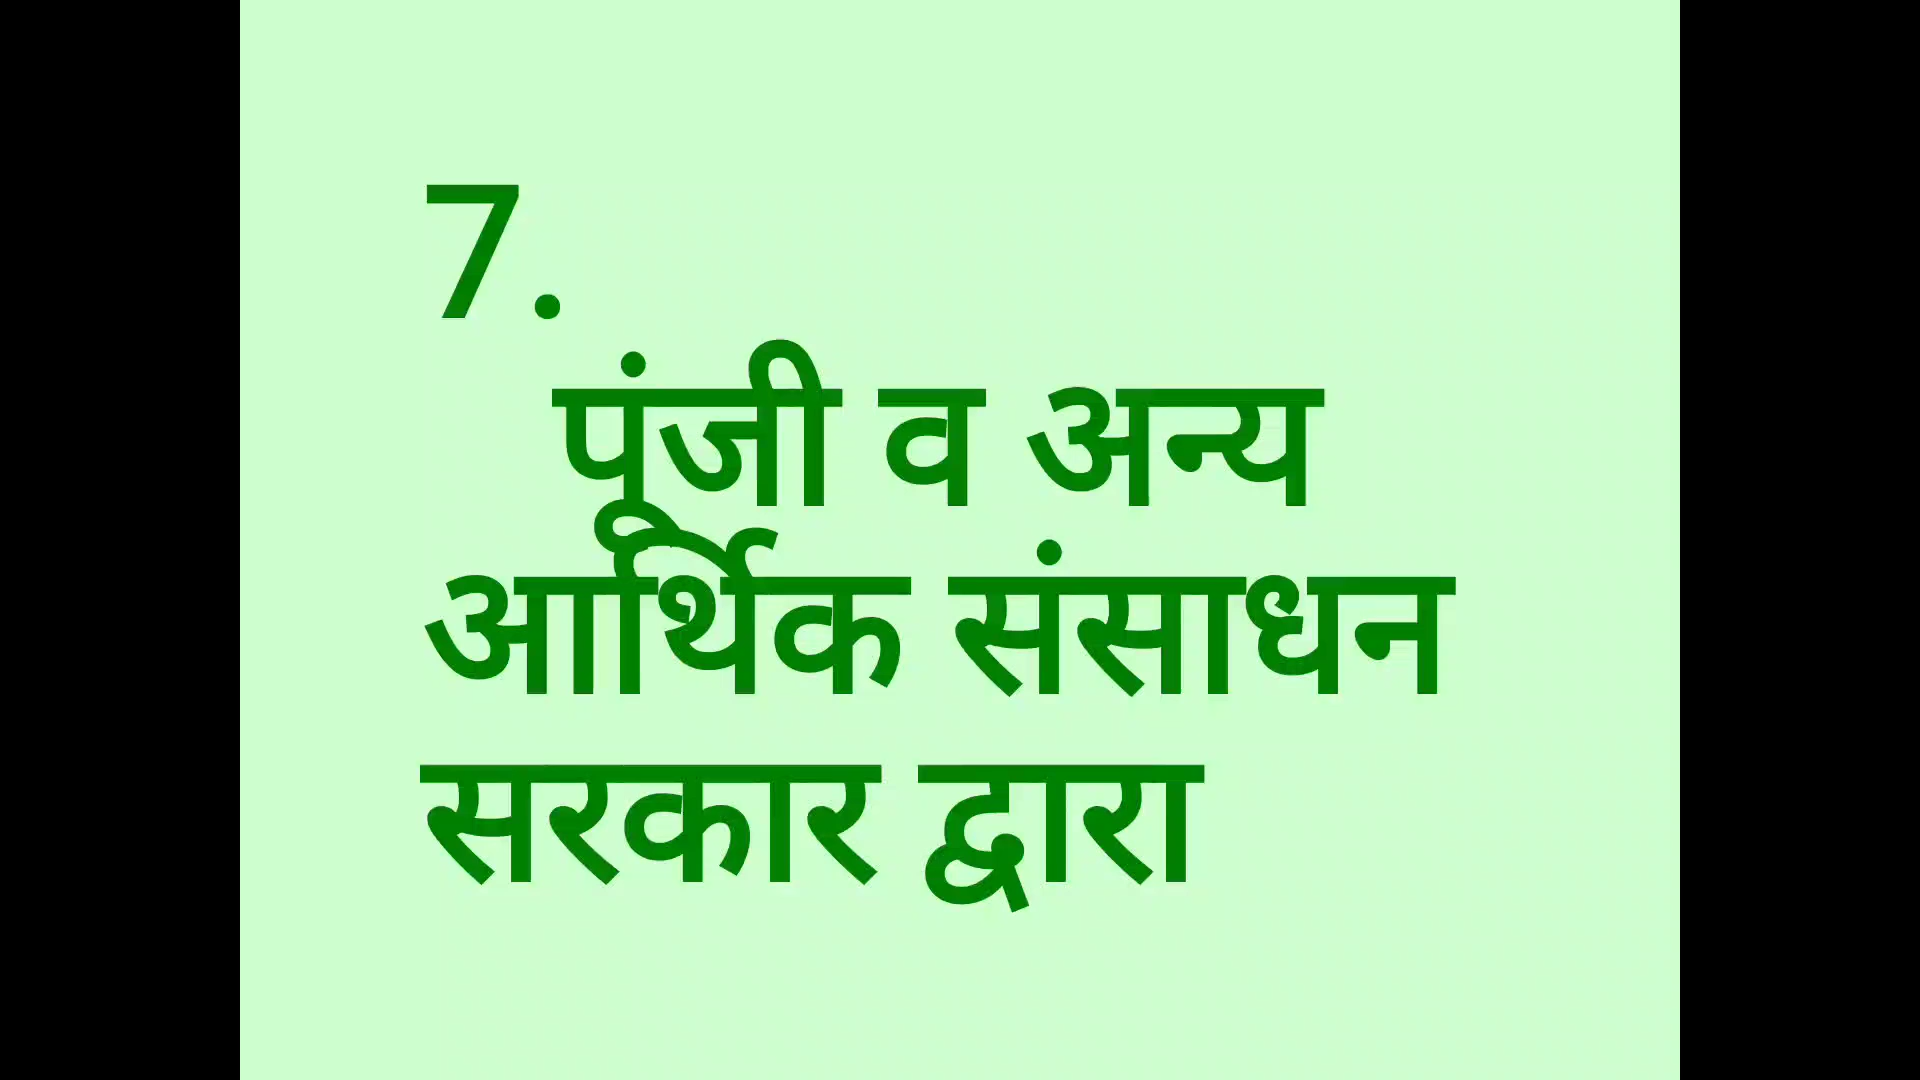 7.
पूंजी व अन्य
आर्थिक संसाधन
सरकार द्वारा